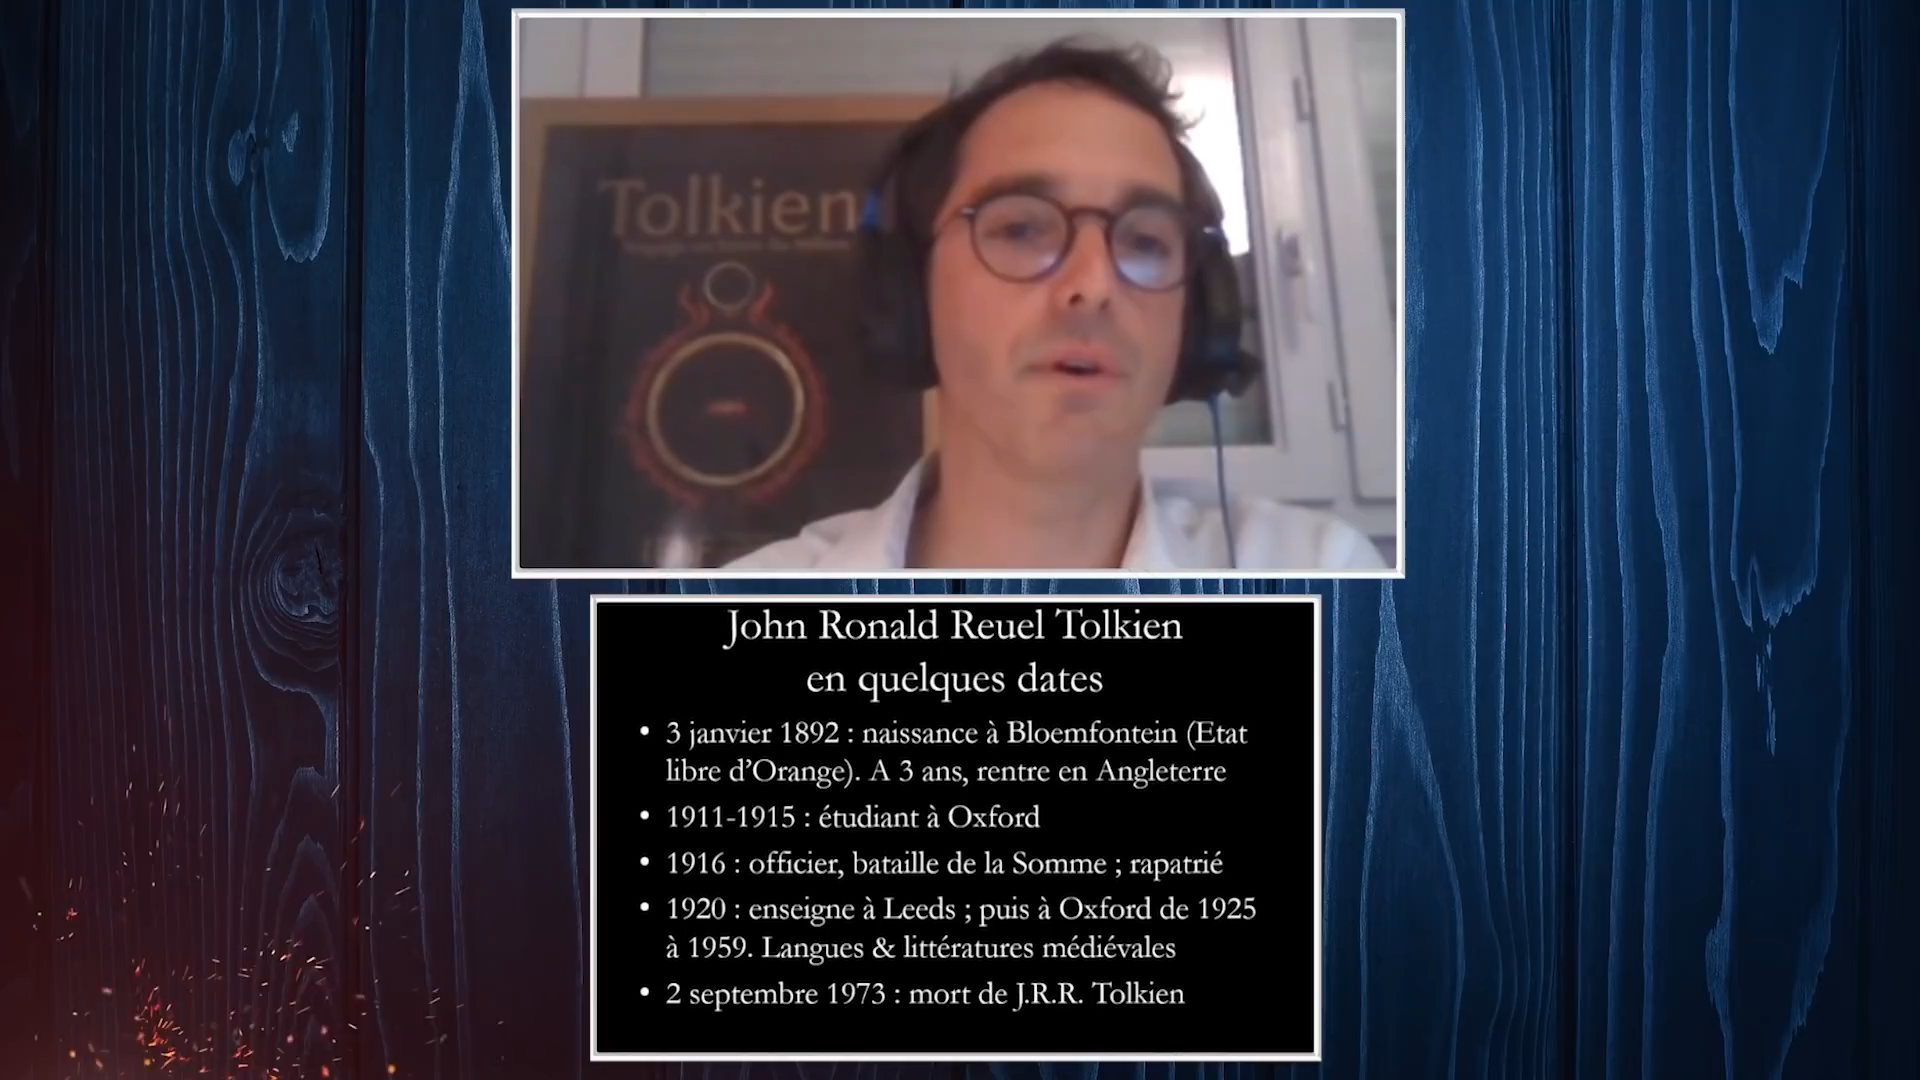 Tolkien
John Ronald Reuel Tolkien
en quelques dates
• 3 janvier 1892 : naissance à Bloemfontein (Etat
libre d'Orange). A 3 ans, rentre en Angleterre
• 1911-1915 : étudiant à Oxford
• 1916 : officier, bataille de la Somme ; rapatrié
• 1920 : enseigne à Leeds ; puis à Oxford de 1925
à 1959. Langues & littératures médiévales
• 2 septembre 1973 : mort de J.R.R. Tolkien